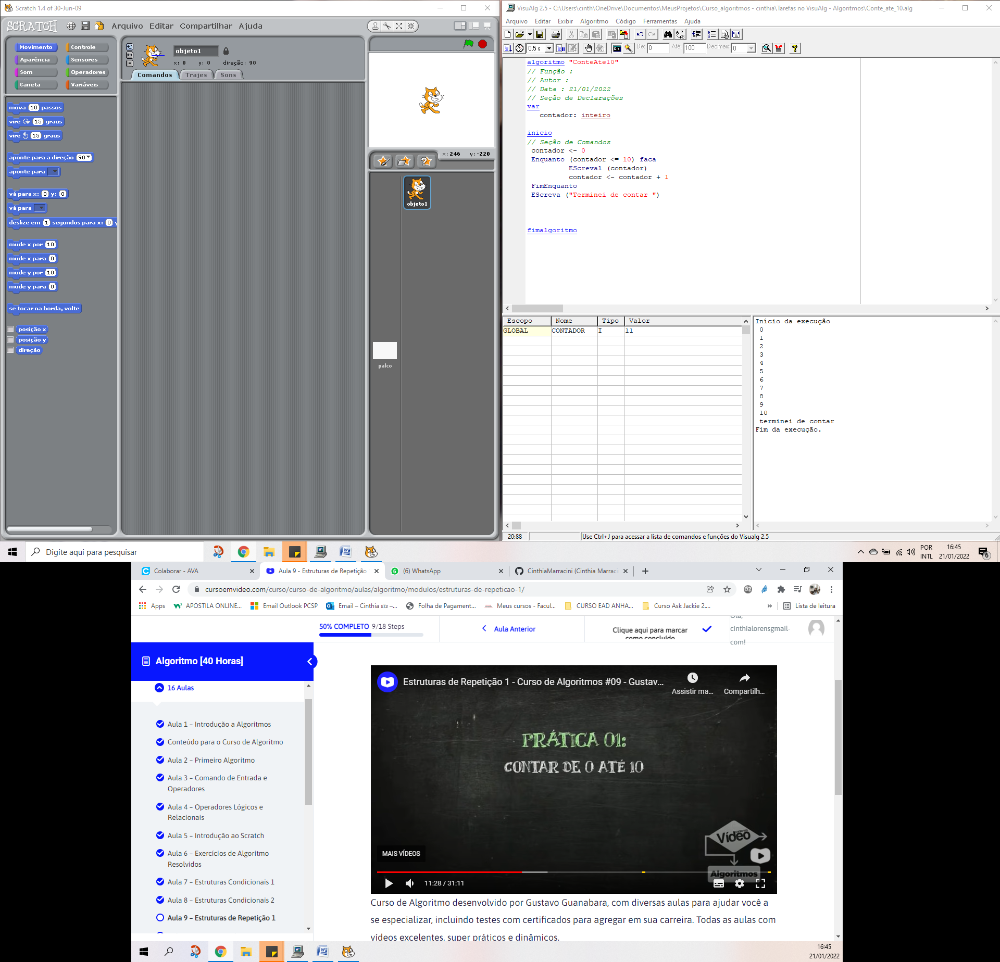 Scratch 1.4 of 30-Jun-09
SCRATCH Arquivo Editar Compartilhar Ajuda
Movimento Controle
Aparência Sensores
Som Operadores
Caneta Variáveis
objeto1
x: 0 y: 0 direção: 90
Comandos Trajes Sons
mova 10 passos
vire 15 graus
vire 15 graus
aponte para a direção 90
aponte para
vá para x: 0 y: 0
vá para
deslize em 1 segundos para x: 0 y
mude x por 10
mude x para 0
mude y por 10
mude y para 0
se tocar na borda, volte
posição x
posição y
direção
x: 246 y: -220
objeto1
palco
VisuAlg 2.5 - C:\Users\cinth\OneDrive\Documentos\MeusProjetos\Curso_algoritmos - cinthia\Tarefas no VisuAlg - Algoritmos\Conte_ate_10.alg
Arquivo Editar Exibir Algoritmo Código Ferramentas Ajuda
0,5 s De: 0 Até: 100 Decimais: 0
algoritmo "ConteAte10"
// Função :
// Autor :
// Data : 21/01/2022
// Seção de Declarações
var
contador: inteiro
inicio
// Seção de Comandos
contador <- 0
Enquanto (contador <= 10) faca
EScreval (contador)
contador <- contador + 1
FimEnquanto
EScreva ("Terminei de contar ")
fimalgoritmo
Escopo Nome Tipo Valor
GLOBAL CONTADOR I 11
Início da execução
0
1
2
3
4
5
6
7
8
9
10
terminei de contar
Fim da execução.
20:88 Use Ctrl+J para acessar a lista de comandos e funções do Visualg 2.5
Digite aqui para pesquisar
POR
INTL
16:45
21/01/2022
6
Colaborar - AVA
Aula 9 - Estruturas de Repetição
(6) WhatsApp
CinthiaMarracini (Cinthia Marraci
cursoemvideo.com/curso/curso-de-algoritmo/aulas/algoritmo/modulos/estruturas-de-repeticao-1/
Apps APOSTILA ONLINE... Email Outlook PCSP Email – Cinthia εϊз –... Folha de Pagament... Meus cursos - Facul... CURSO EAD ANHA... Curso Ask Jackie 2.... » Lista de leitura
50% COMPLETO 9/18 Steps
Aula Anterior
Clique aqui para marcar
como concluído
Olá,
cinthialorensgmail-
com!
Algoritmo [40 Horas]
16 Aulas
Aula 1 – Introdução a Algoritmos
Conteúdo para o Curso de Algoritmo
Aula 2 – Primeiro Algoritmo
Aula 3 – Comando de Entrada e
Operadores
Aula 4 – Operadores Lógicos e
Relacionais
Aula 5 – Introdução ao Scratch
Aula 6 – Exercícios de Algoritmo
Resolvidos
Aula 7 – Estruturas Condicionais 1
Aula 8 – Estruturas Condicionais 2
Aula 9 – Estruturas de Repetição 1
Estruturas de Repetição 1 - Curso de Algoritmos #09 - Gustav...
Assistir ma...
Compartilh...
PRÁTICA 01:
CONTAR DE 0 ATÉ 10
Vídeo
Algoritmos
MAIS VÍDEOS
11:28 / 31:11
Curso de Algoritmo desenvolvido por Gustavo Guanabara, com diversas aulas para ajudar você a
se especializar, incluindo testes com certificados para agregar em sua carreira. Todas as aulas com
vídeos excelentes, super práticos e dinâmicos.
16:45
21/01/2022